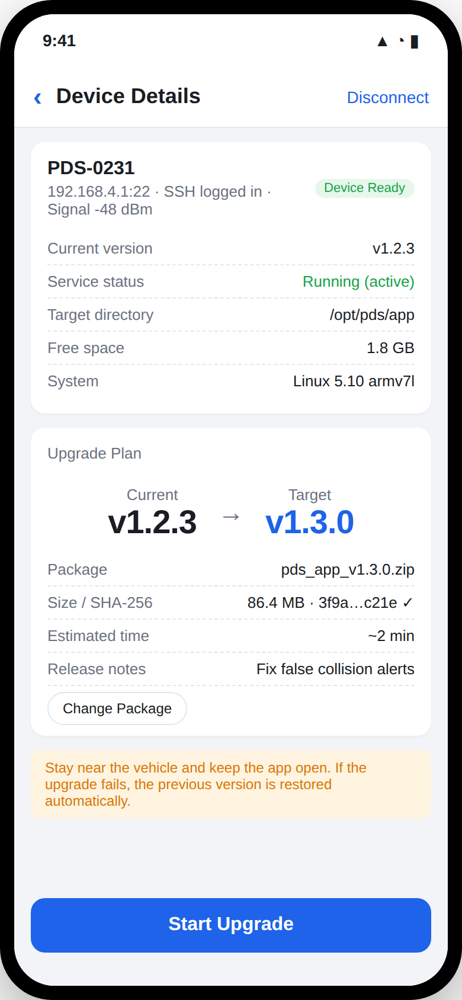 9:41
‹ Device Details Disconnect
PDS-0231
192.168.4.1:22 · SSH logged in ·
Signal -48 dBm
Device Ready
Current version v1.2.3
Service status Running (active)
Target directory /opt/pds/app
Free space 1.8 GB
System Linux 5.10 armv7l
Upgrade Plan
Current → Target
v1.2.3 v1.3.0
Package pds_app_v1.3.0.zip
Size / SHA-256 86.4 MB · 3f9a…c21e ✓
Estimated time ~2 min
Release notes Fix false collision alerts
Change Package
Stay near the vehicle and keep the app open. If the
upgrade fails, the previous version is restored
automatically.
Start Upgrade